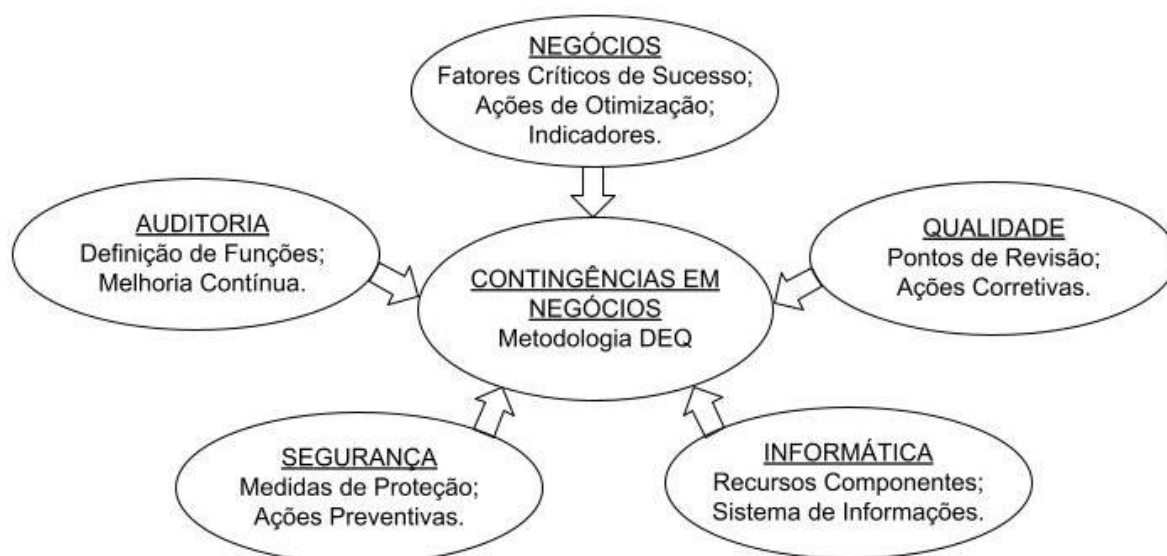 NEGÓCIOS
Fatores Críticos de Sucesso;
Ações de Otimização;
Indicadores.
AUDITORIA
Definição de Funções;
Melhoria Contínua.
QUALIDADE
Pontos de Revisão;
Ações Corretivas.
CONTINGÊNCIAS EM
NEGÓCIOS
Metodologia DEQ
SEGURANÇA
Medidas de Proteção;
Ações Preventivas.
INFORMÁTICA
Recursos Componentes;
Sistema de Informações.